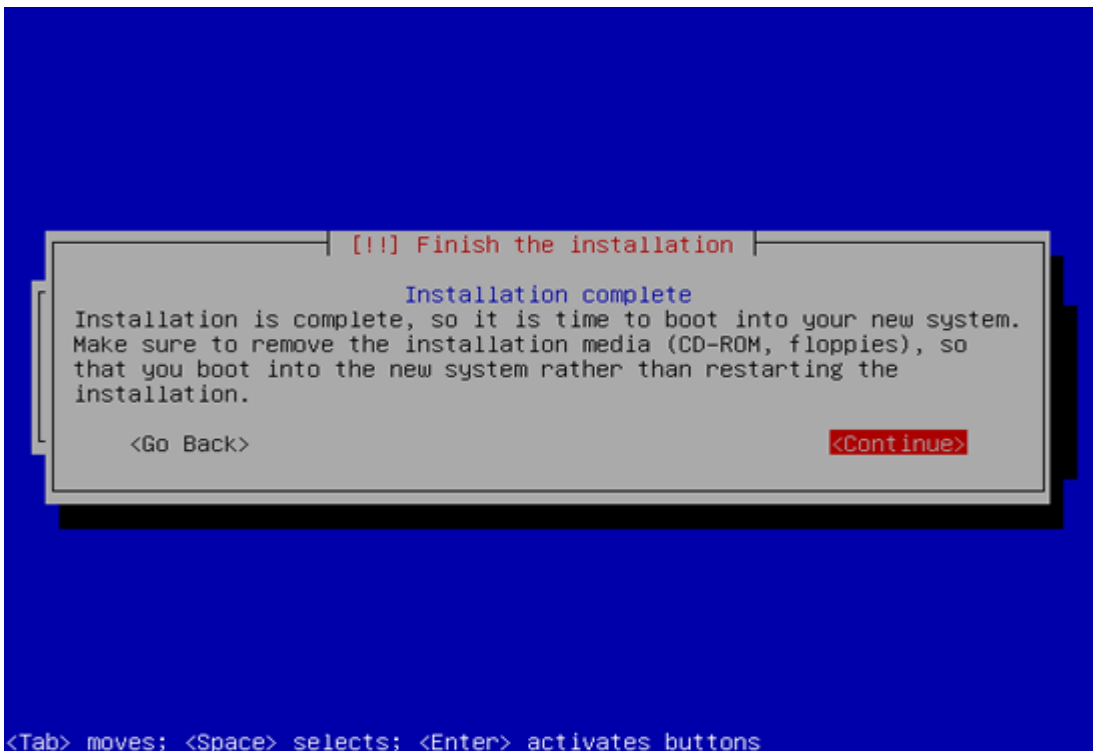 [!!] Finish the installation
Installation complete
Installation is complete, so it is time to boot into your new system.
Make sure to remove the installation media (CD-ROM, floppies), so
that you boot into the new system rather than restarting the
installation.
<Go Back> <Continue>
<Tab> moves; <Space> selects; <Enter> activates buttons